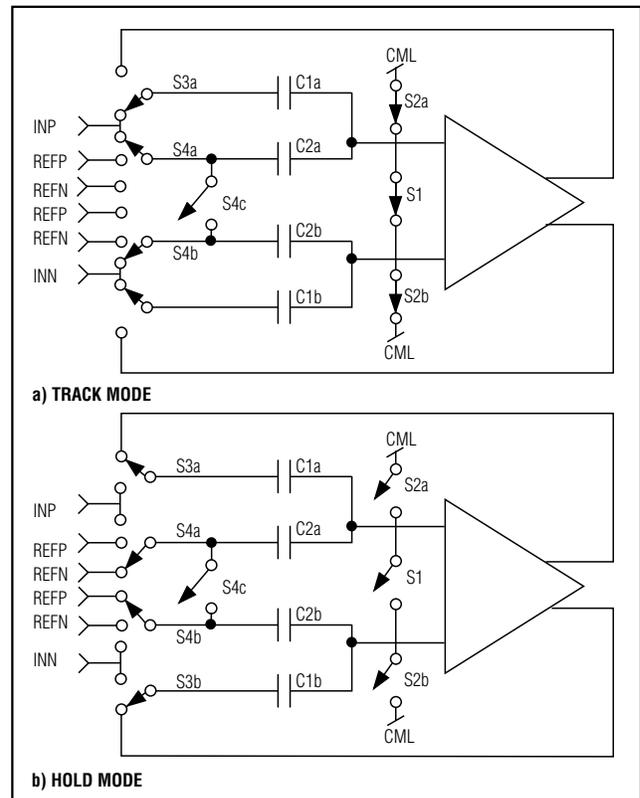 CML
S3a
C1a
S2a
INP
REFP
S4a
C2a
REFN
S4c
S1
REFP
REFN
S4b
C2b
INN
S2b
C1b
CML
a) TRACK MODE
CML
S3a
C1a
S2a
INP
REFP
S4a
C2a
REFN
S4c
S1
REFP
REFN
S4b
C2b
INN
S3b
C1b
S2b
CML
b) HOLD MODE